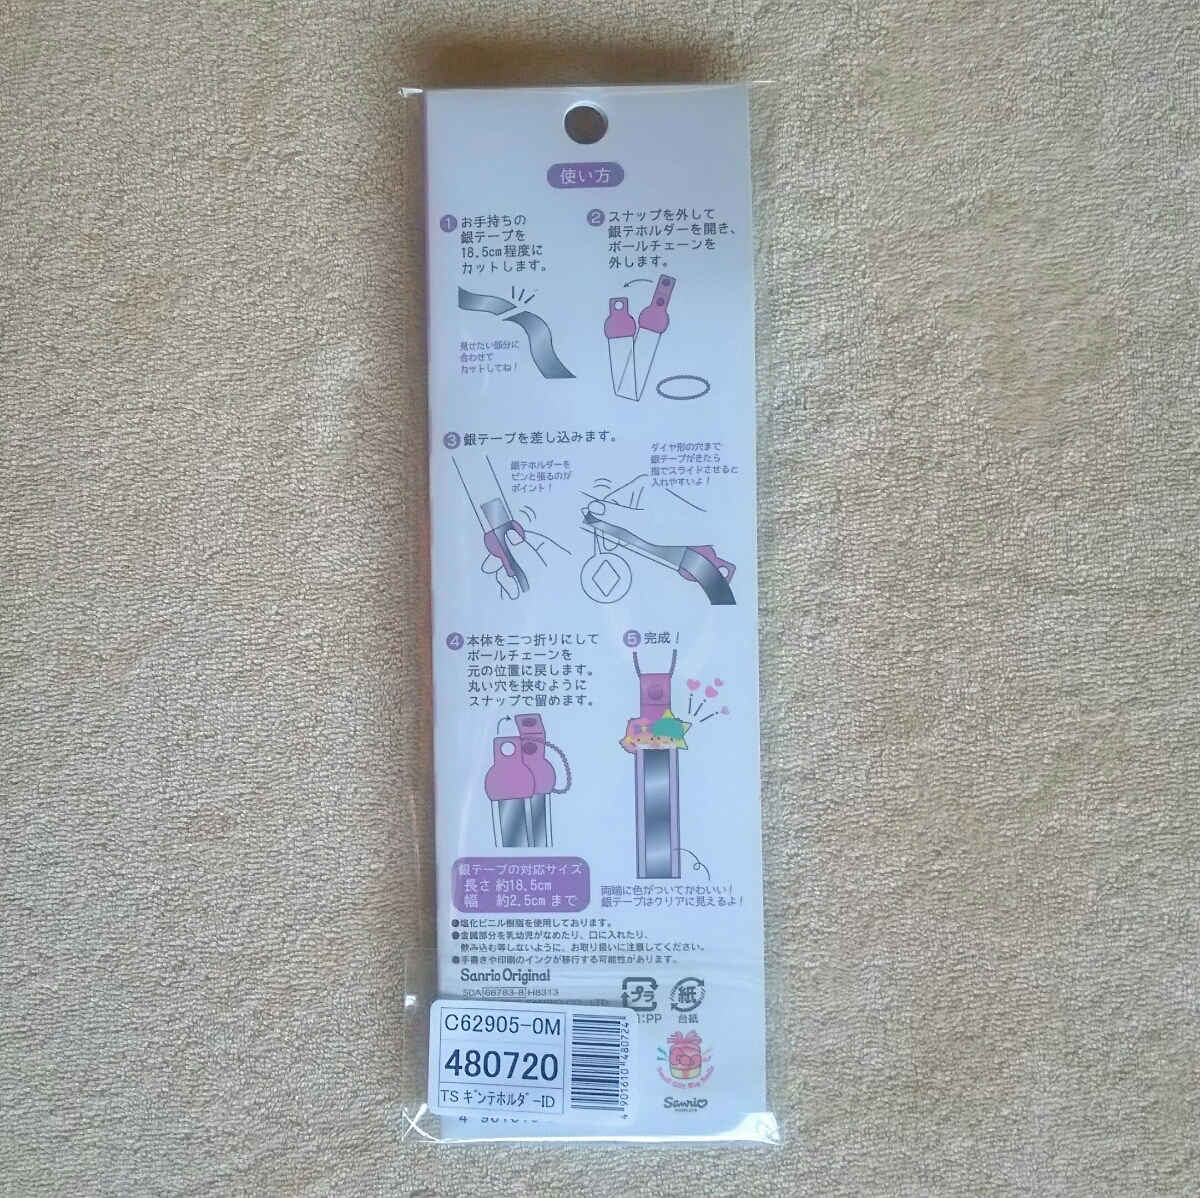 使い方
1 お手持ちの
銀テープを
18.5cm程度に
カットします。
見せたい部分に
合わせて
カットしてね!
2 スナップを外して
銀テホルダーを開き、
ボールチェーンを
外します。
3 銀テープを差し込みます。
銀テホルダーを
ピンと張るのが
ポイント!
ダイヤ形の穴まで
銀テープがきたら
指でスライドさせると
入れやすいよ!
4 本体を二つ折りにして
ボールチェーンを
元の位置に戻します。
丸い穴を挟むように
スナップで留めます。
5 完成!
両端に色がついてかわいい!
銀テープはクリアに見えるよ!
銀テープの対応サイズ
長さ 約18.5cm
幅 約2.5cmまで
●塩化ビニル樹脂を使用しております。
●金属部分を乳幼児がなめたり、口に入れたり、
飲み込む等しないように、お取り扱いに注意してください。
●手書きや印刷のインクが移行する可能性があります。
Sanrio Original
50A 66783-8 H8313
プラ
:PP
紙
台紙
C62905-0M
480720
TS ギンテホルダーID
4 901610 480724
Small Gift Big Smile
Sanrio